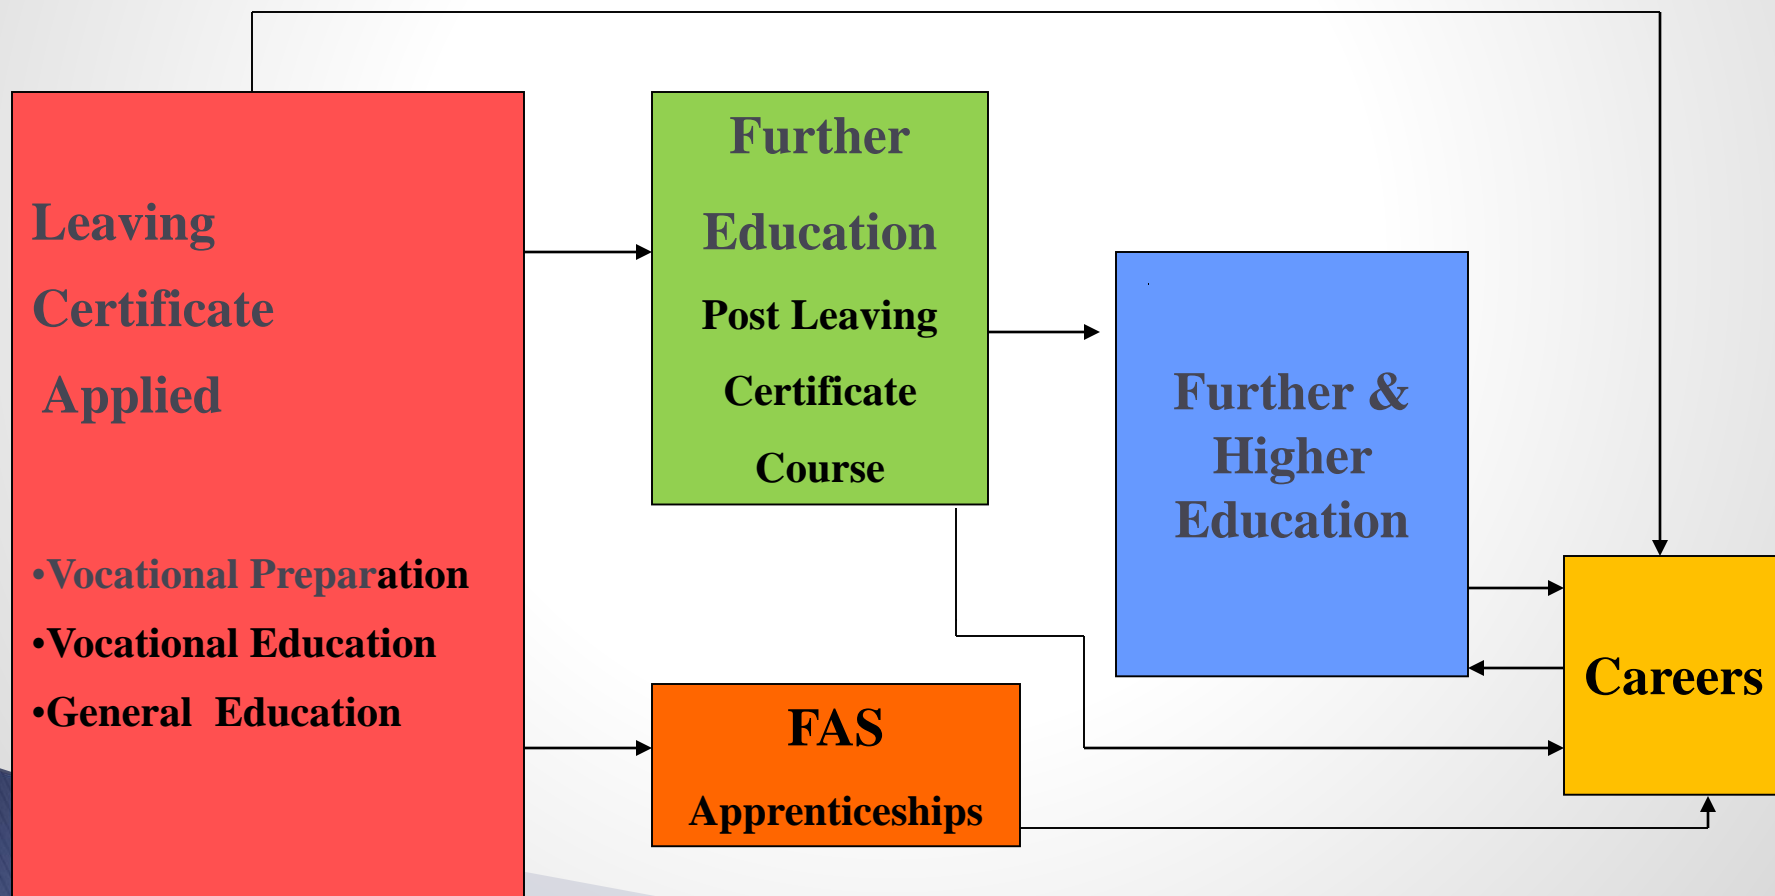 Leaving
Certificate
Applied
•Vocational Preparation
•Vocational Education
•General  Education
Further
Education
Post Leaving
Certificate
Course
FAS
Apprenticeships
Further &
Higher
Education
Careers